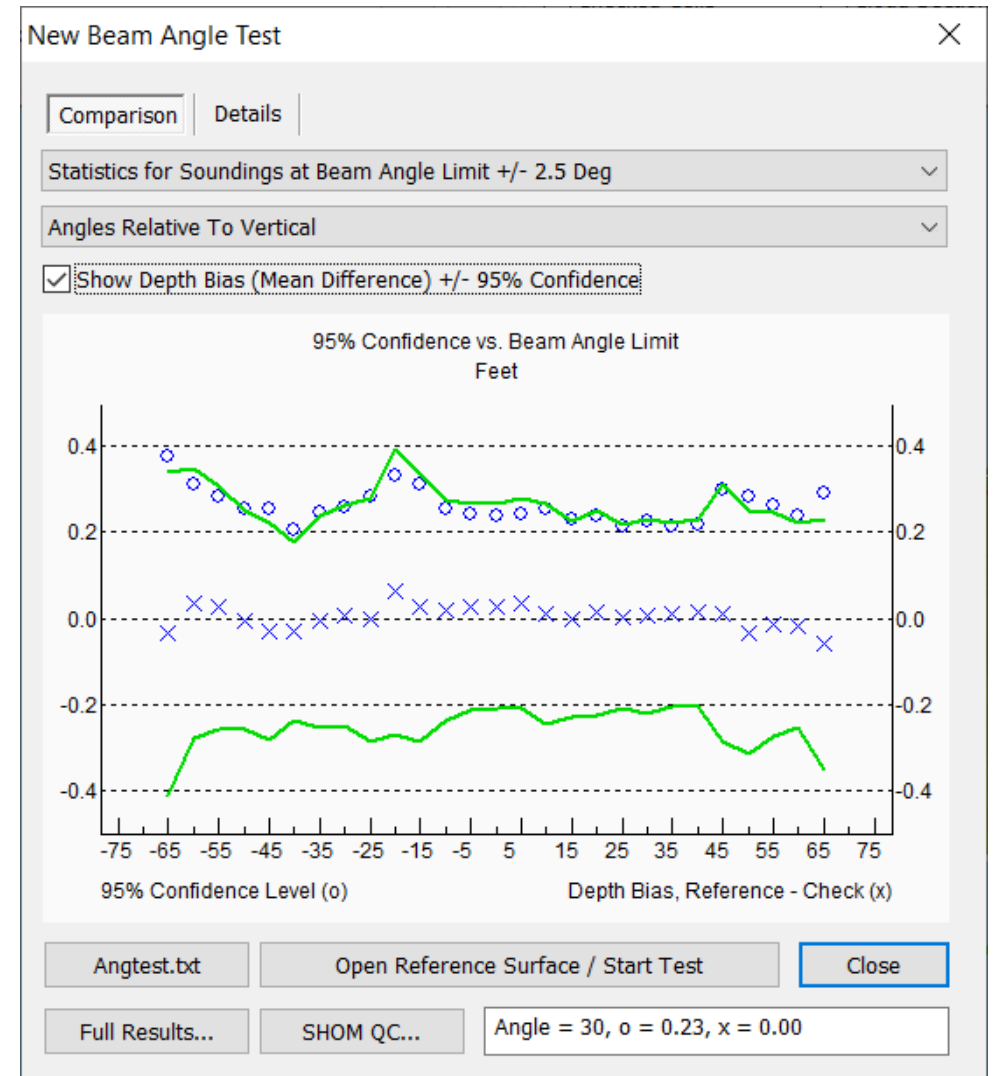 New Beam Angle Test
Comparison Details
Statistics for Soundings at Beam Angle Limit +/- 2.5 Deg
Angles Relative To Vertical
Show Depth Bias (Mean Difference) +/- 95% Confidence
95% Confidence vs. Beam Angle Limit
Feet
0.4 0.4
0.2 0.2
0.0 0.0
-0.2 -0.2
-0.4 -0.4
-75 -65 -55 -45 -35 -25 -15 -5 5 15 25 35 45 55 65 75
95% Confidence Level (o) Depth Bias, Reference - Check (x)
Angtest.txt Open Reference Surface / Start Test Close
Full Results... SHOM QC... Angle = 30, o = 0.23, x = 0.00